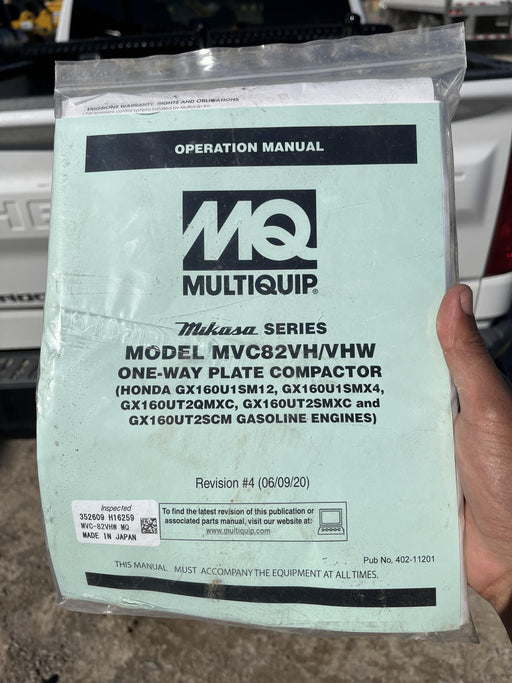 EMISSIONS WARRANTY, RIGHTS AND OBLIGATIONS
OPERATION MANUAL
MQ
MULTIQUIP®
Mikasa SERIES
MODEL MVC82VH/VHW
ONE-WAY PLATE COMPACTOR
(HONDA GX160U1SM12, GX160U1SMX4,
GX160UT2QMXC, GX160UT2SMXC and
GX160UT2SCM GASOLINE ENGINES)
Revision #4 (06/09/20)
Inspected
352609 H16259
MVC-82VHW MQ
MADE IN JAPAN
To find the latest revision of this publication or
associated parts manual, visit our website at:
www.multiquip.com
Pub No. 402-11201
THIS MANUAL MUST ACCOMPANY THE EQUIPMENT AT ALL TIMES.